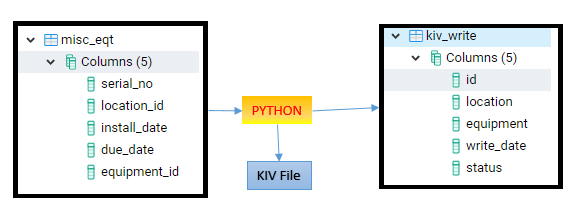 misc_eqt
Columns (5)
serial_no
location_id
install_date
due_date
equipment_id
PYTHON
KIV File
kiv_write
Columns (5)
id
location
equipment
write_date
status